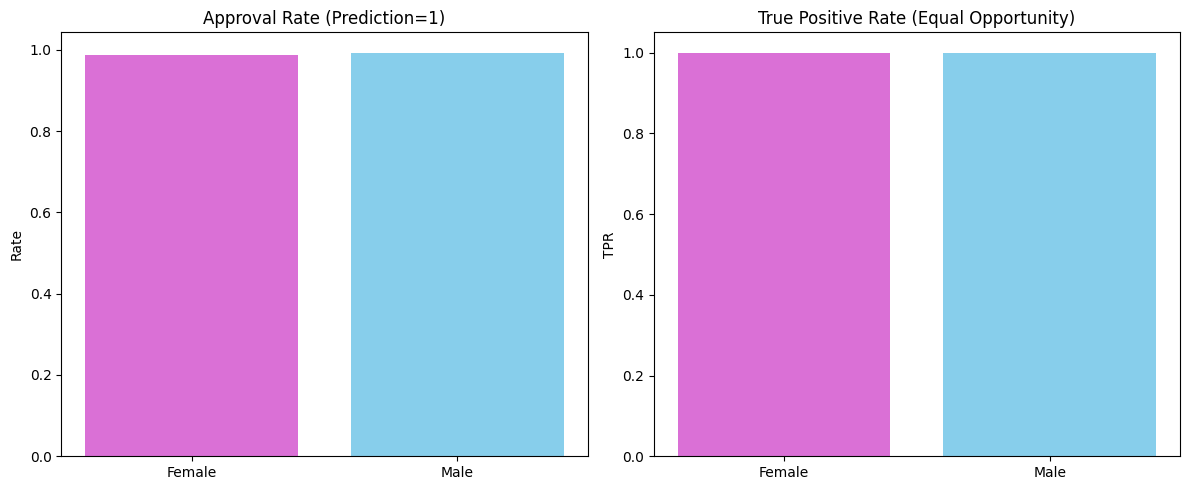 Approval Rate (Prediction=1)
Rate
1.0
0.8
0.6
0.4
0.2
0.0
Female
Male
True Positive Rate (Equal Opportunity)
TPR
1.0
0.8
0.6
0.4
0.2
0.0
Female
Male